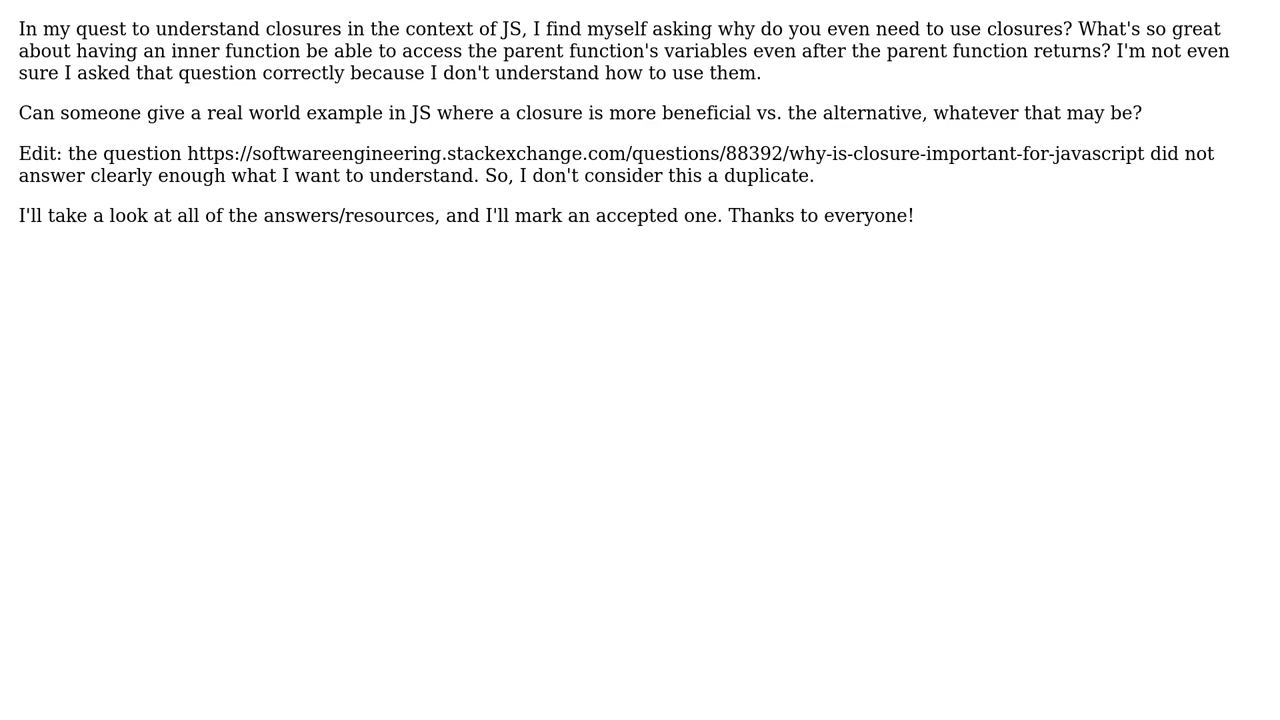 In my quest to understand closures in the context of JS, I find myself asking why do you even need to use closures? What's so great
about having an inner function be able to access the parent function's variables even after the parent function returns? I'm not even
sure I asked that question correctly because I don't understand how to use them.
Can someone give a real world example in JS where a closure is more beneficial vs. the alternative, whatever that may be?
Edit: the question https://softwareengineering.stackexchange.com/questions/88392/why-is-closure-important-for-javascript did not
answer clearly enough what I want to understand. So, I don't consider this a duplicate.
I'll take a look at all of the answers/resources, and I'll mark an accepted one. Thanks to everyone!